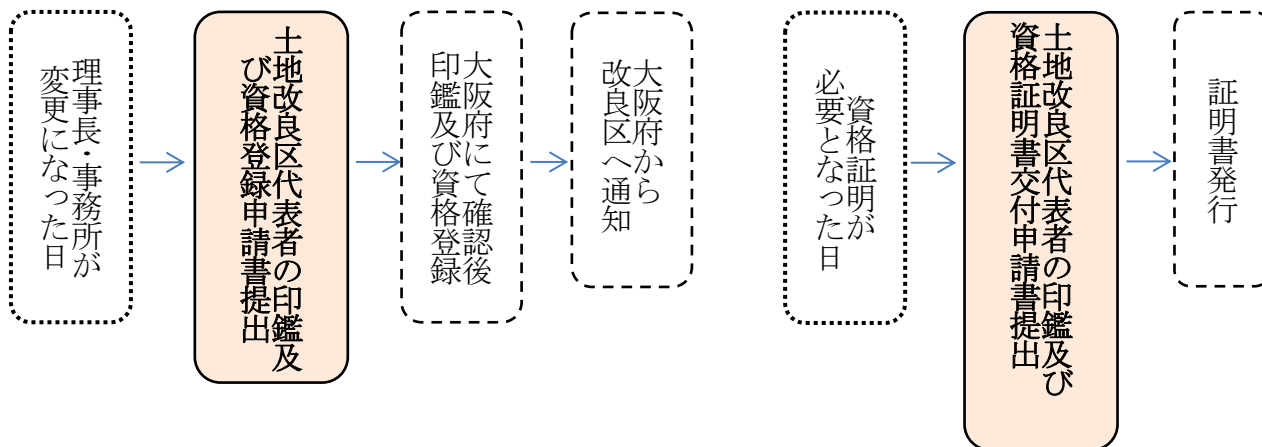 理事長・事務所が
変更になった日
土地改良区代表者の印鑑及
び資格登録申請書提出
大阪府にて確認後
印鑑及び資格登録
大阪府から
改良区へ通知
資格証明が
必要となった日
土地改良区代表者の印鑑及び
資格証明書交付申請書提出
証明書発行